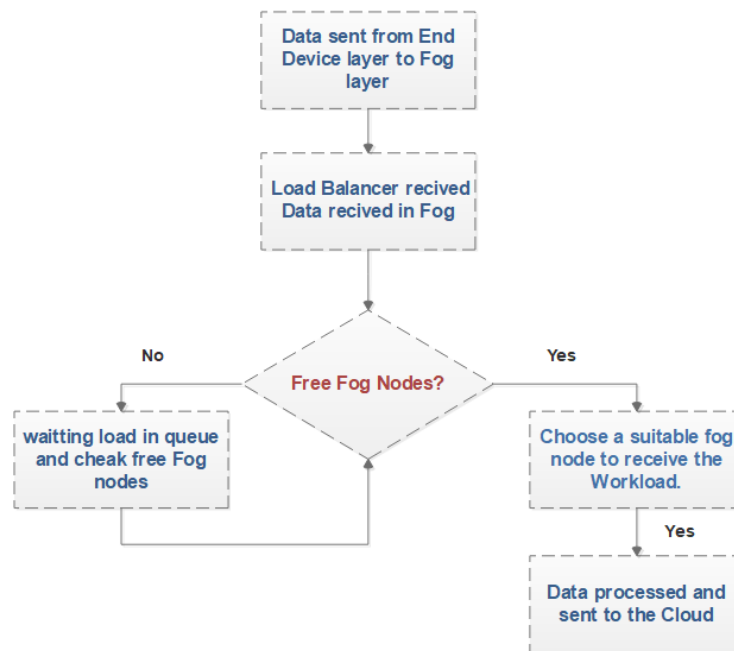 Data sent from End
Device layer to Fog
layer
Load Balancer recived
Data recived in Fog
No
Yes
Free Fog Nodes?
waitting load in queue
and cheak free Fog
nodes
Choose a suitable fog
node to receive the
Workload.
Yes
Data processed and
sent to the Cloud